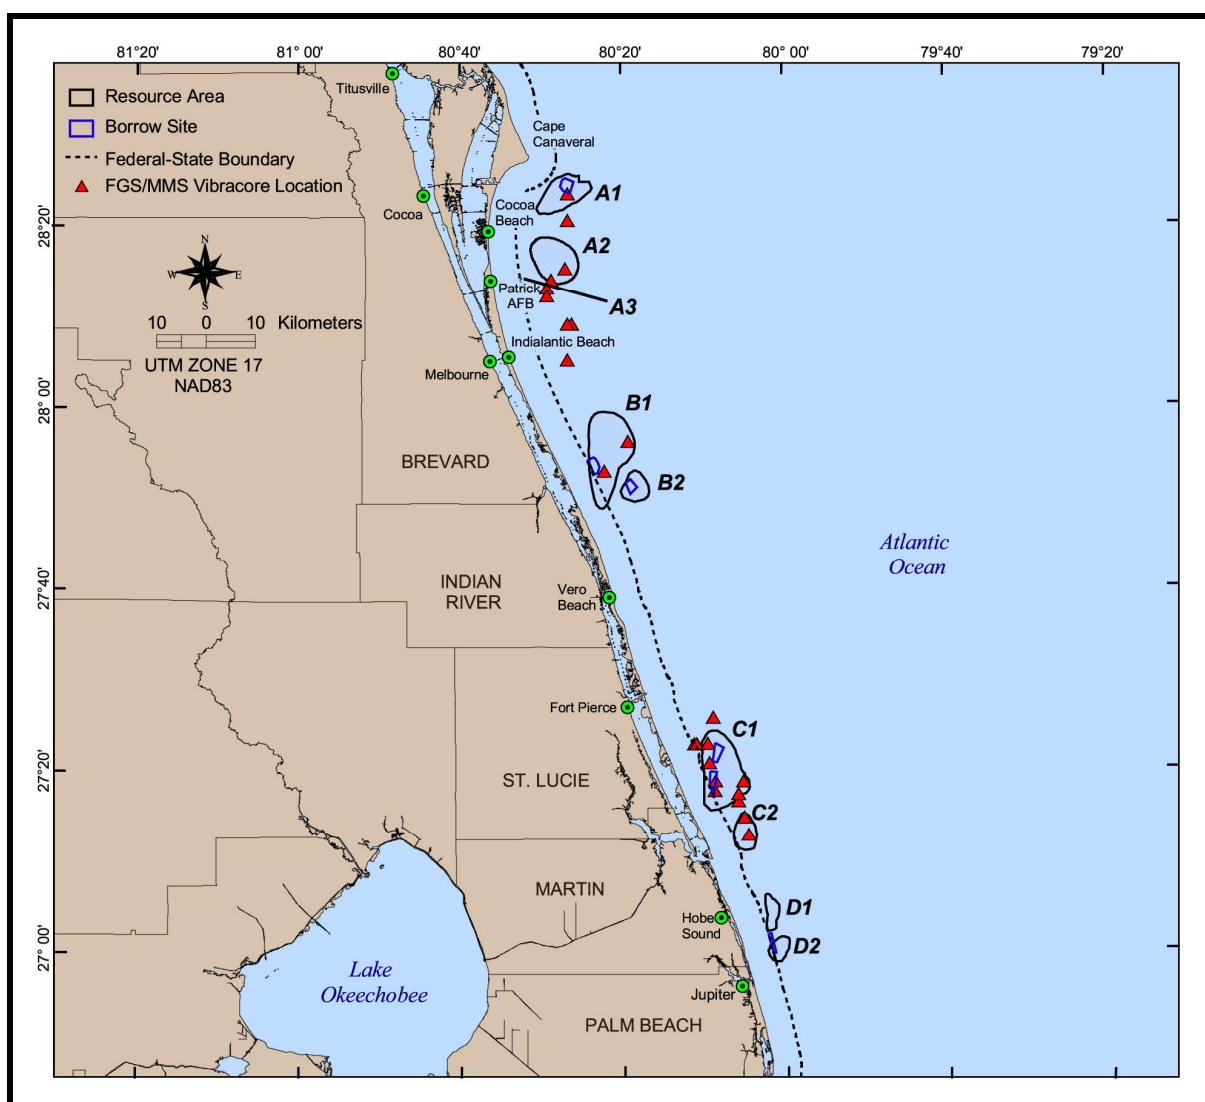 81°20'
81° 00'
80°40'
80°20'
80° 00'
79°40'
79°20'
Titusville
Resource Area
Borrow Site
Federal-State Boundary
FGS/MMS Vibracore Location
Cape
Canaveral
A1
Cocoa
Cocoa
Beach
28°20'
A2
N
W
E
S
Patrick
AFB
A3
10
0
10
Kilometers
UTM ZONE 17
NAD83
Indialantic Beach
Melbourne
28°00'
B1
BREVARD
B2
Atlantic
Ocean
27°40'
INDIAN
RIVER
Vero
Beach
Fort Pierce
C1
27°20'
ST. LUCIE
C2
MARTIN
D1
Hobe
Sound
D2
27° 00'
Lake
Okeechobee
Jupiter
PALM BEACH